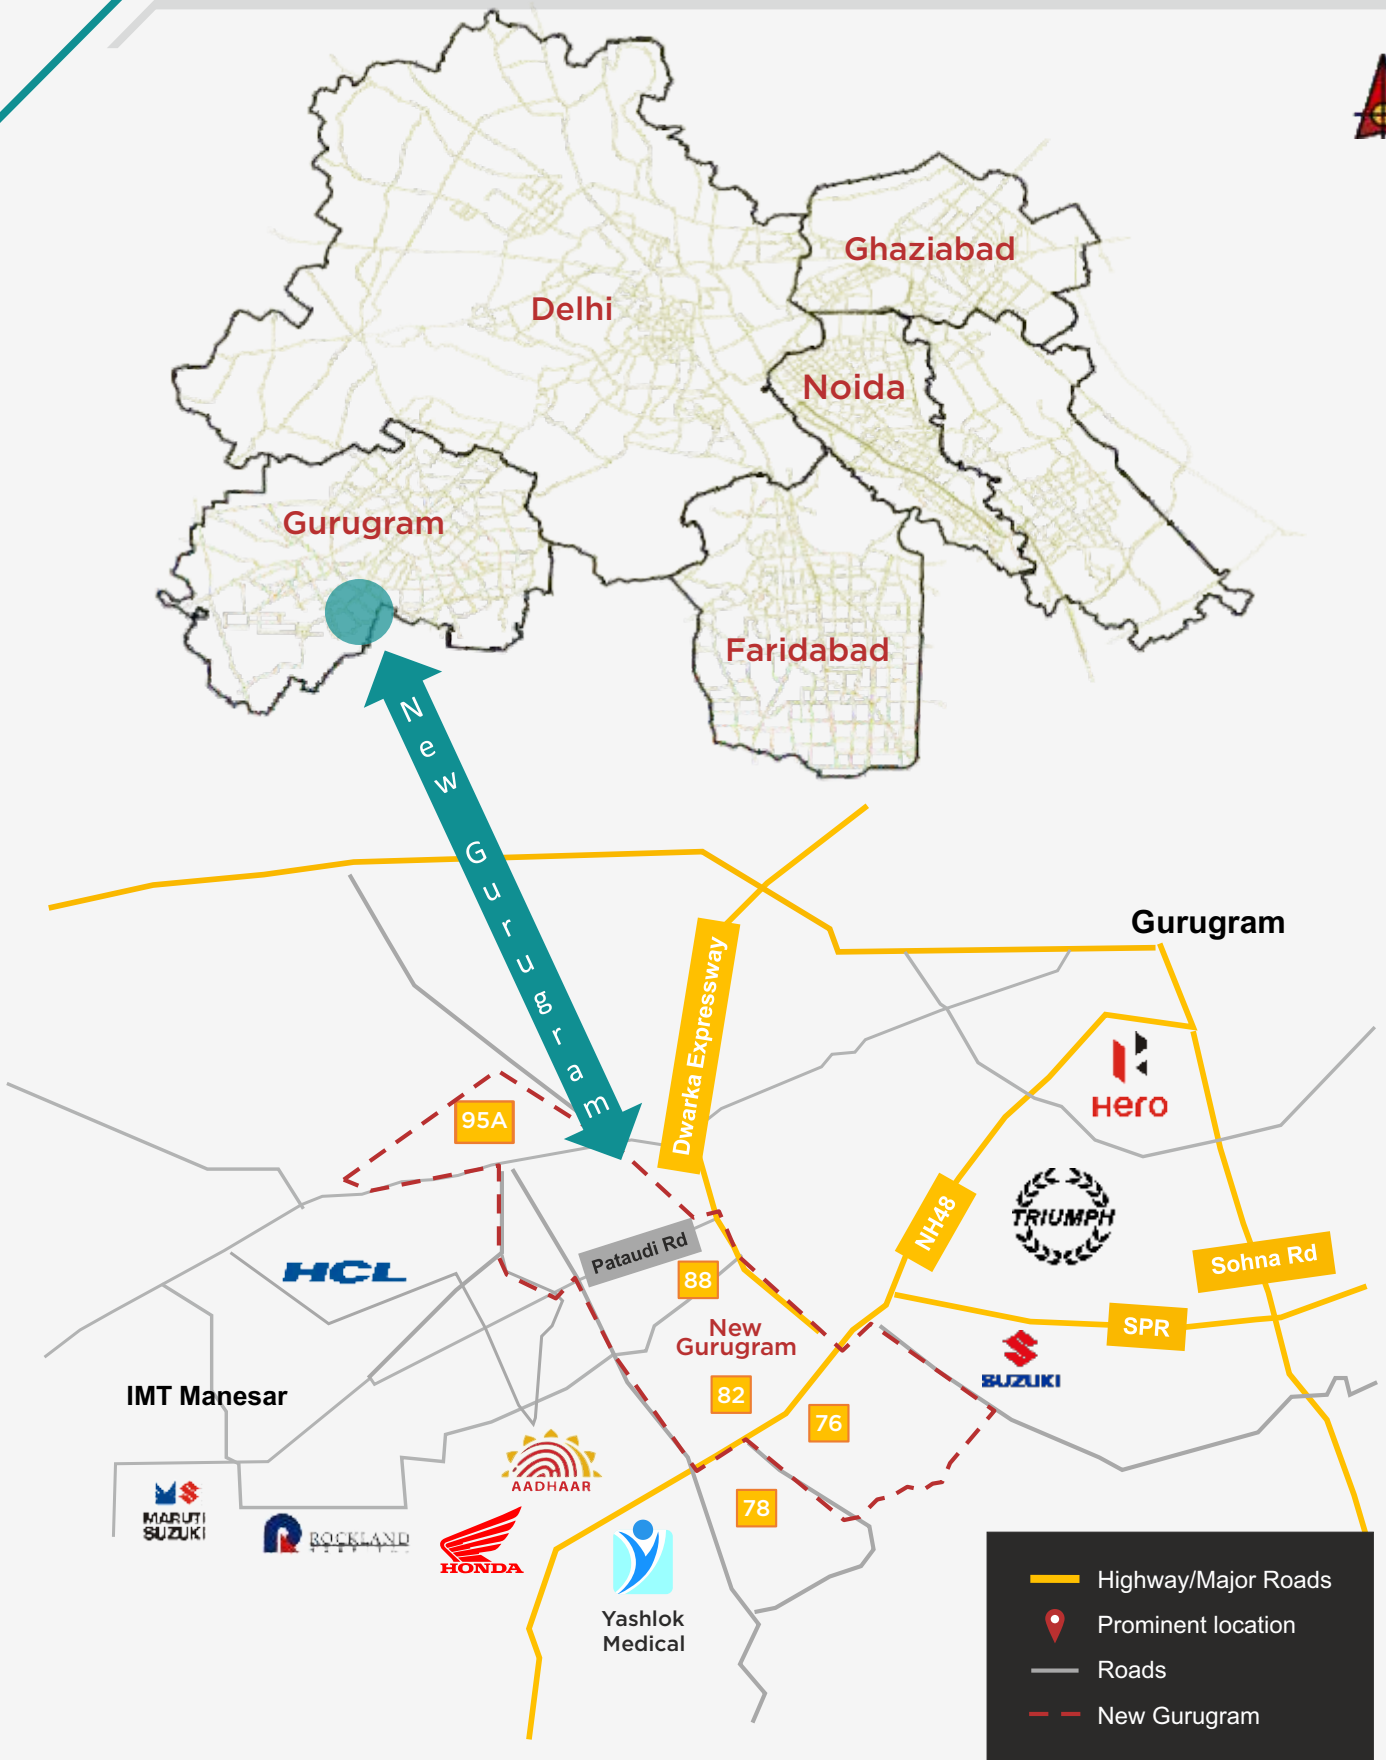 Ghaziabad
Delhi
Noida
Gurugram
Faridabad
New Gurugram
Gurugram
Dwarka Expressway
Hero
95A
TRIUMPH
NH48
Sohna Rd
Pataudi Rd
HCL
88
SPR
New
Gurugram
SUZUKI
IMT Manesar
82
76
AADHAAR
MARUTI
SUZUKI
ROCKLAND
HONDA
78
Yashlok
Medical
Highway/Major Roads
Prominent location
Roads
New Gurugram